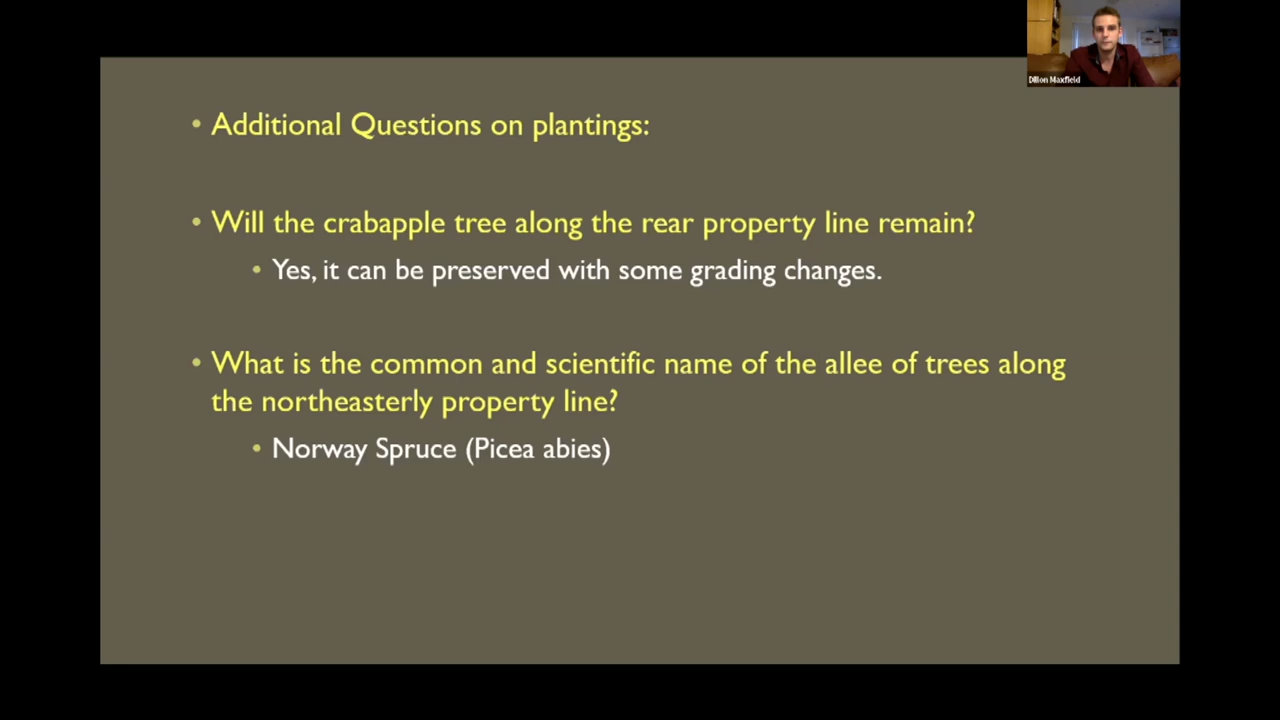 Dillon Maxfield
• Additional Questions on plantings:
• Will the crabapple tree along the rear property line remain?
• Yes, it can be preserved with some grading changes.
• What is the common and scientific name of the allee of trees along
the northeasterly property line?
• Norway Spruce (Picea abies)